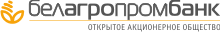 белагропромбанк
ОТКРЫТОЕ АКЦИОНЕРНОЕ ОБЩЕСТВО